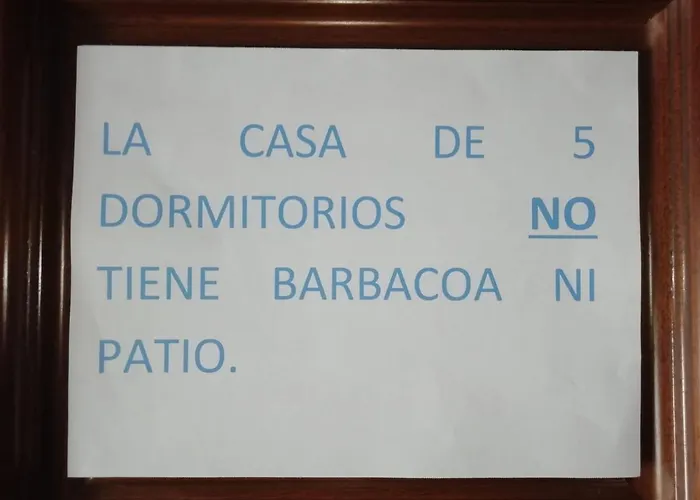 LA CASA DE 5
DORMITORIOS NO
TIENE BARBACOA NI
PATIO.